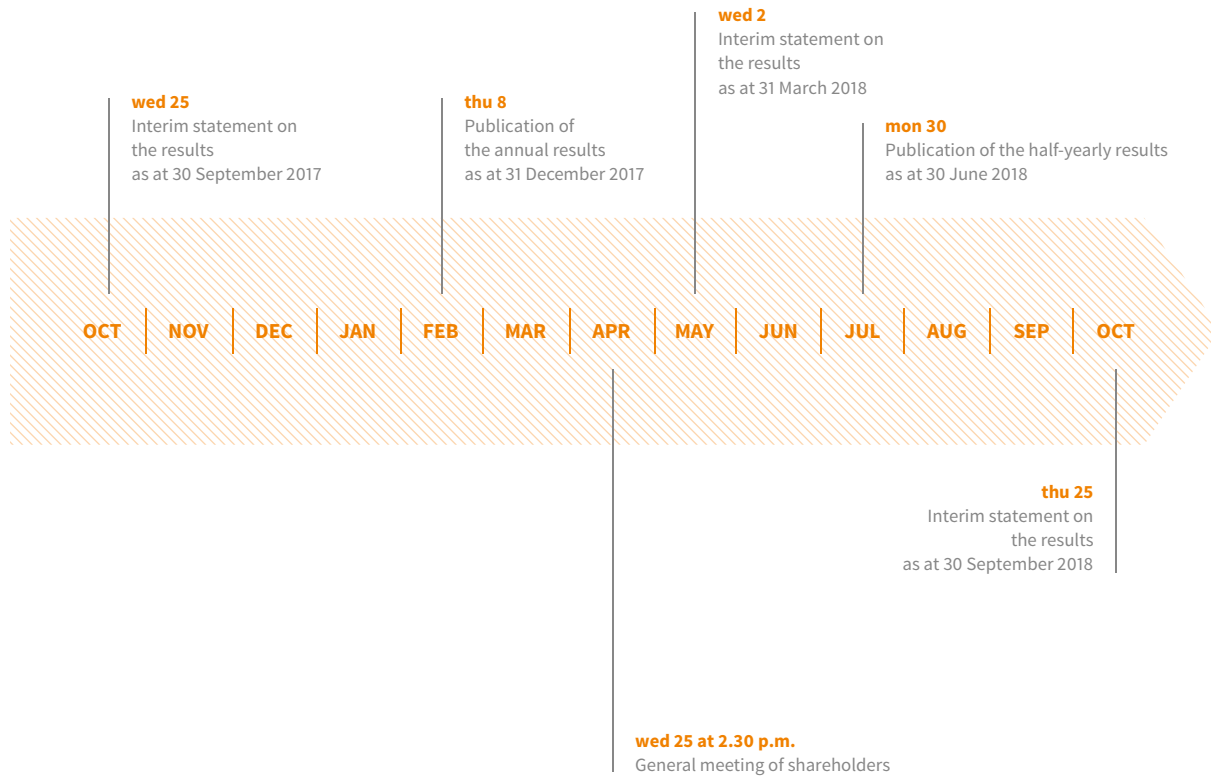 wed 2
Interim statement on
the results
as at 31 March 2018
wed 25
Interim statement on
the results
as at 30 September 2017
thu 8
Publication of
the annual results
as at 31 December 2017
mon 30
Publication of the half-yearly results
as at 30 June 2018
OCT NOV DEC JAN FEB MAR APR MAY JUN JUL AUG SEP OCT
thu 25
Interim statement on
the results
as at 30 September 2018
wed 25 at 2.30 p.m.
General meeting of shareholders